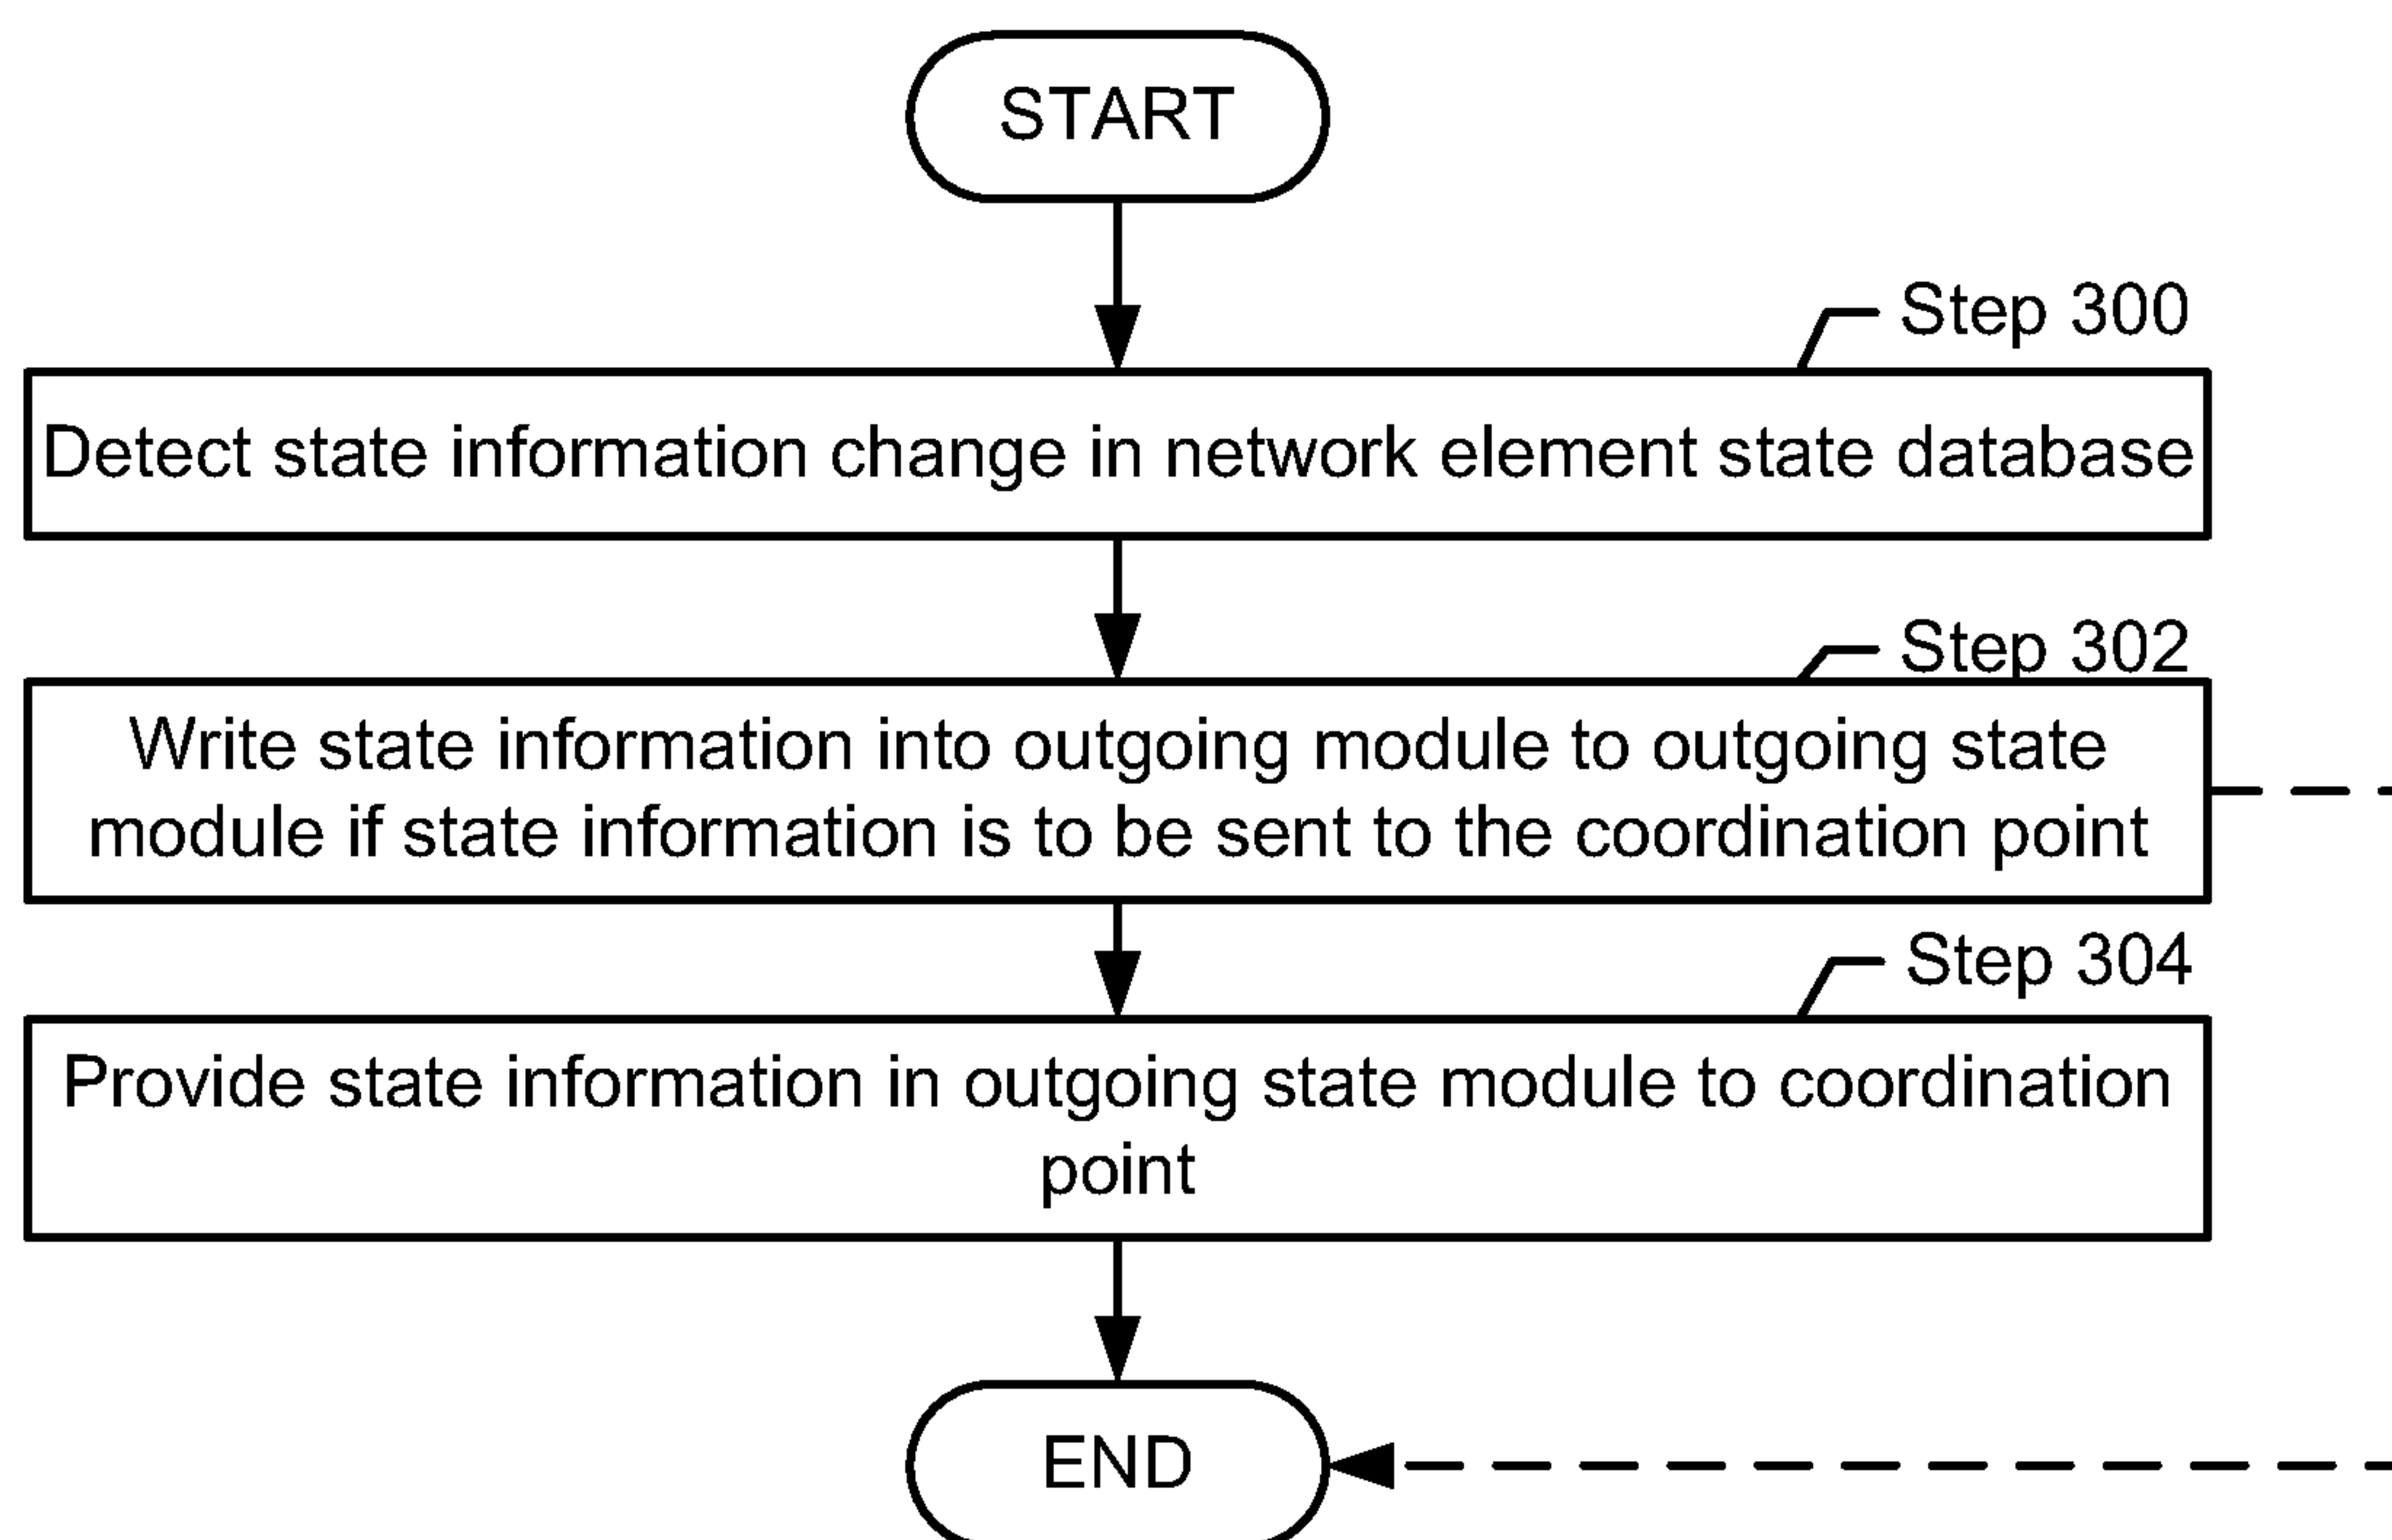 START
Step 300
Detect state information change in network element state database
Step 302
Write state information into outgoing module to outgoing state
module if state information is to be sent to the coordination point
Step 304
Provide state information in outgoing state module to coordination
point
END